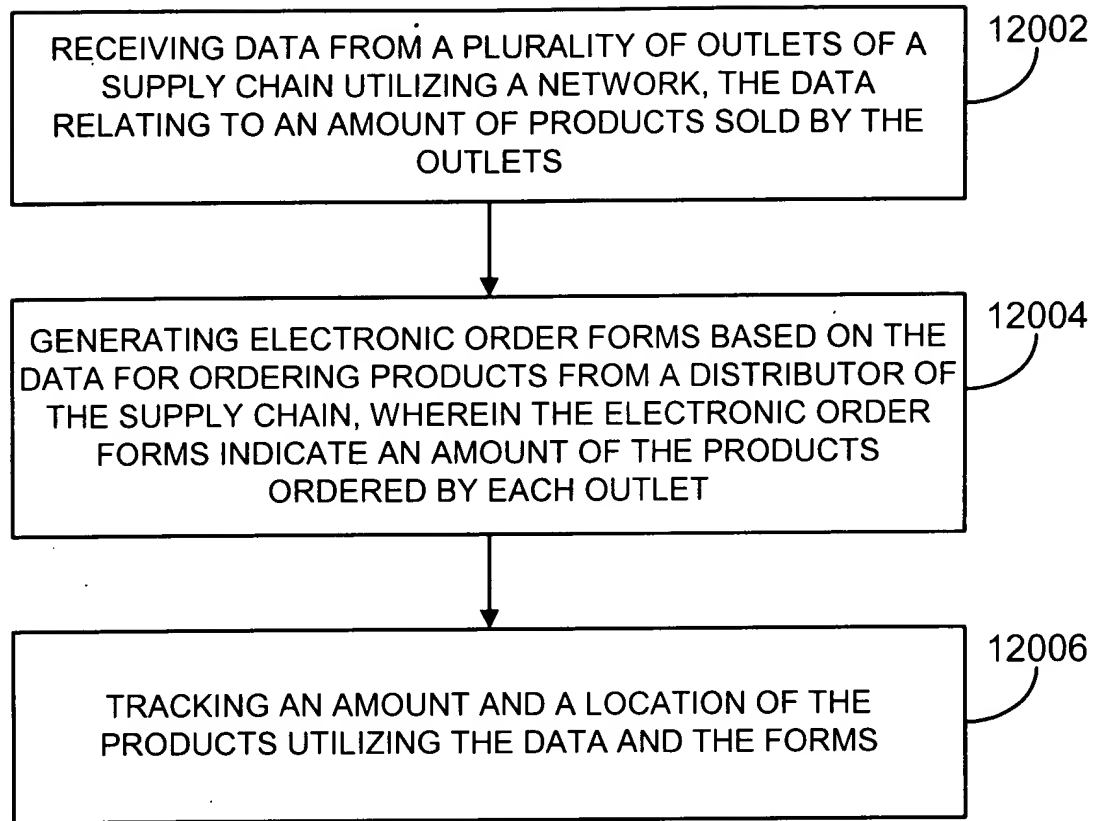 RECEIVING DATA FROM A PLURALITY OF OUTLETS OF A
SUPPLY CHAIN UTILIZING A NETWORK, THE DATA
RELATING TO AN AMOUNT OF PRODUCTS SOLD BY THE
OUTLETS
12002
GENERATING ELECTRONIC ORDER FORMS BASED ON THE
DATA FOR ORDERING PRODUCTS FROM A DISTRIBUTOR OF
THE SUPPLY CHAIN, WHEREIN THE ELECTRONIC ORDER
FORMS INDICATE AN AMOUNT OF THE PRODUCTS
ORDERED BY EACH OUTLET
12004
TRACKING AN AMOUNT AND A LOCATION OF THE
PRODUCTS UTILIZING THE DATA AND THE FORMS
12006